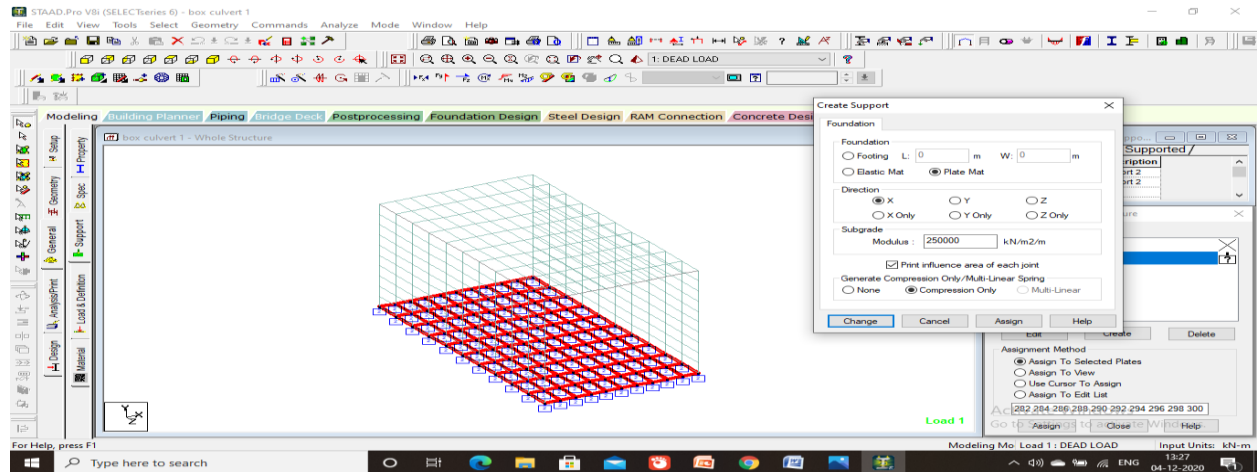 STAAD.Pro V8i (SELECTseries 6) - box culvert 1
File Edit View Tools Select Geometry Commands Analyze Mode Window Help
1: DEAD LOAD
Modeling Building Planner Piping Bridge Deck Postprocessing Foundation Design Steel Design RAM Connection Concrete Desi
box culvert 1 - Whole Structure
Setup
Geometry
General
Analysis/Print
Design
Property
Spec
Support
Load & Definition
Material
Y
X
Z
Load 1
Create Support
Foundation
Foundation
Footing L: 0 m W: 0 m
Elastic Mat Plate Mat
Direction
X Y Z
X Only Y Only Z Only
Subgrade
Modulus : 250000 kN/m2/m
Print influence area of each joint
Generate Compression Only/Multi-Linear Spring
None Compression Only Multi-Linear
Change Cancel Assign Help
Supported /
cription
ort 2
ort 2
ure
Edit Create Delete
Assignment Method
Assign To Selected Plates
Assign To View
Use Cursor To Assign
Assign To Edit List
282 284 286 288 290 292 294 296 298 300
Assign Close Help
For Help, press F1
Modeling Mo Load 1 : DEAD LOAD Input Units: kN-m
Type here to search
ENG
13:27
04-12-2020